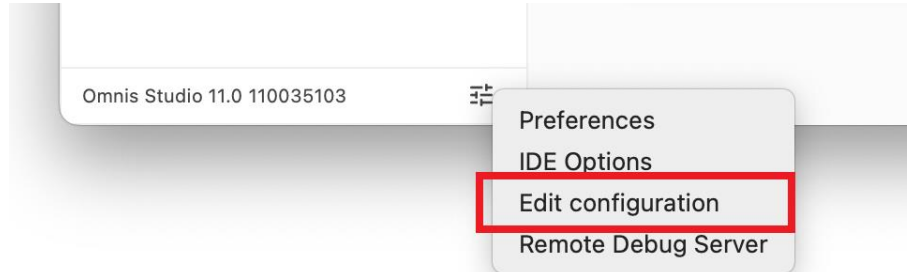 Omnis Studio 11.0 110035103
Preferences
IDE Options
Edit configuration
Remote Debug Server